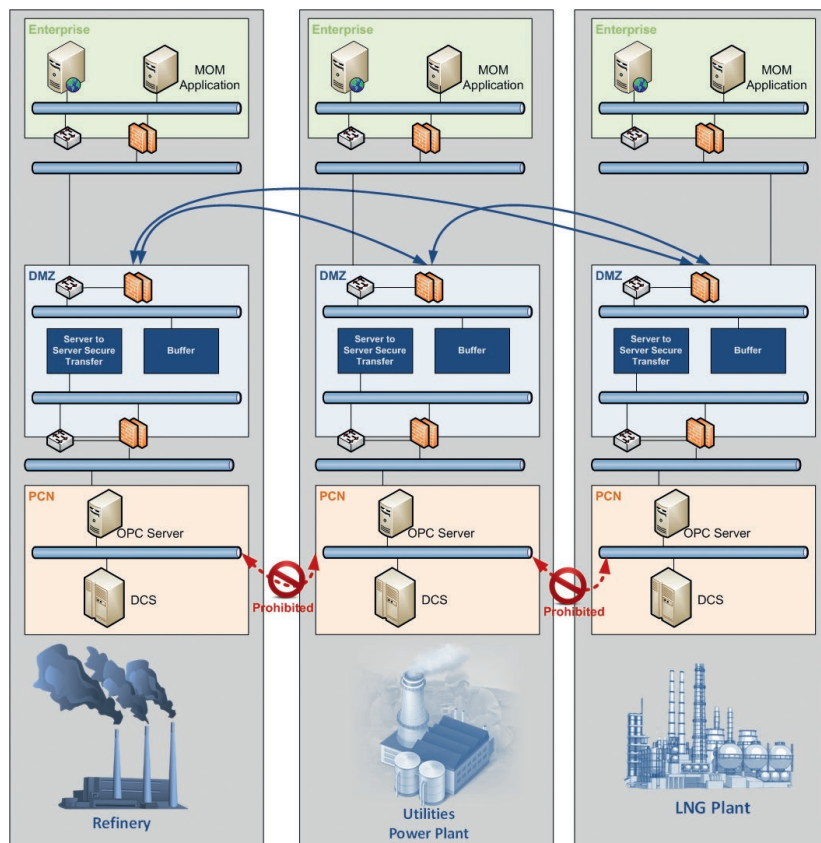 Enterprise
MOM
Application
DMZ
Server to
Server Secure
Transfer
Buffer
PCN
OPC Server
DCS
Refinery
Enterprise
MOM
Application
DMZ
Server to
Server Secure
Transfer
Buffer
PCN
OPC Server
DCS
Utilities
Power Plant
Enterprise
MOM
Application
DMZ
Server to
Server Secure
Transfer
Buffer
PCN
OPC Server
DCS
LNG Plant
Prohibited
Prohibited